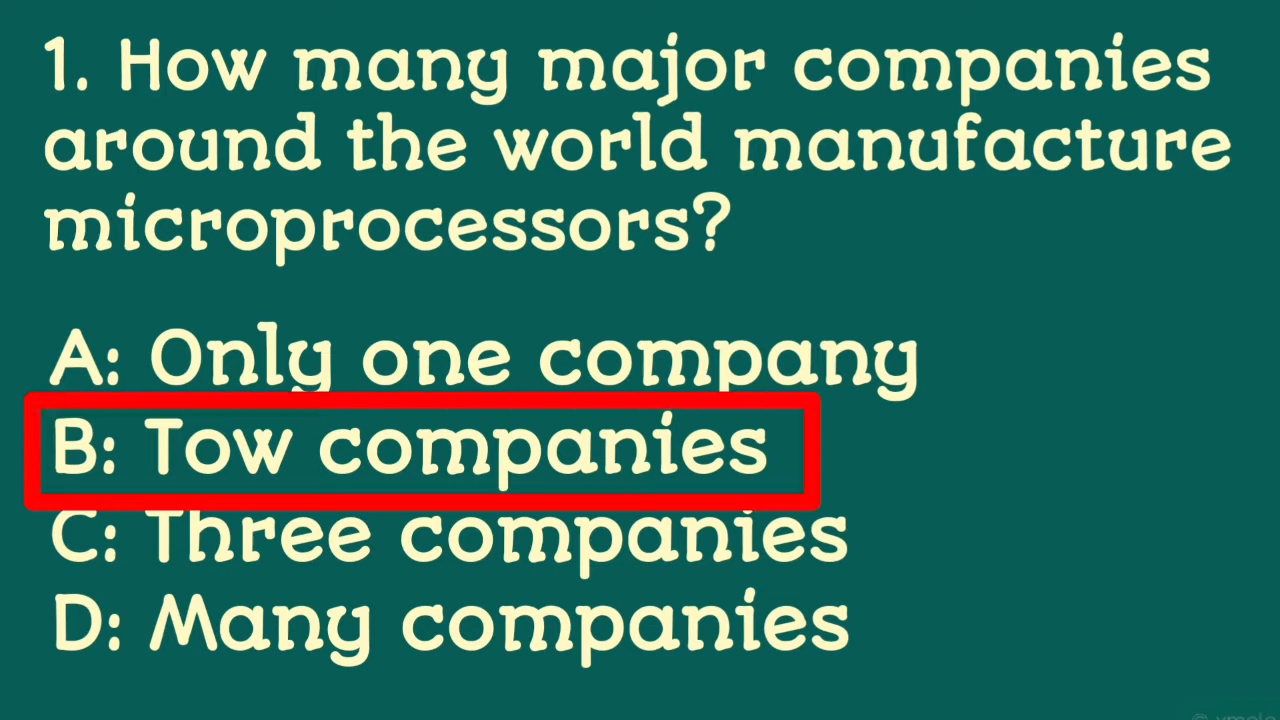 1. How many major companies
around the world manufacture
microprocessors?
A: Only one company
B: Tow companies
C: Three companies
D: Many companies